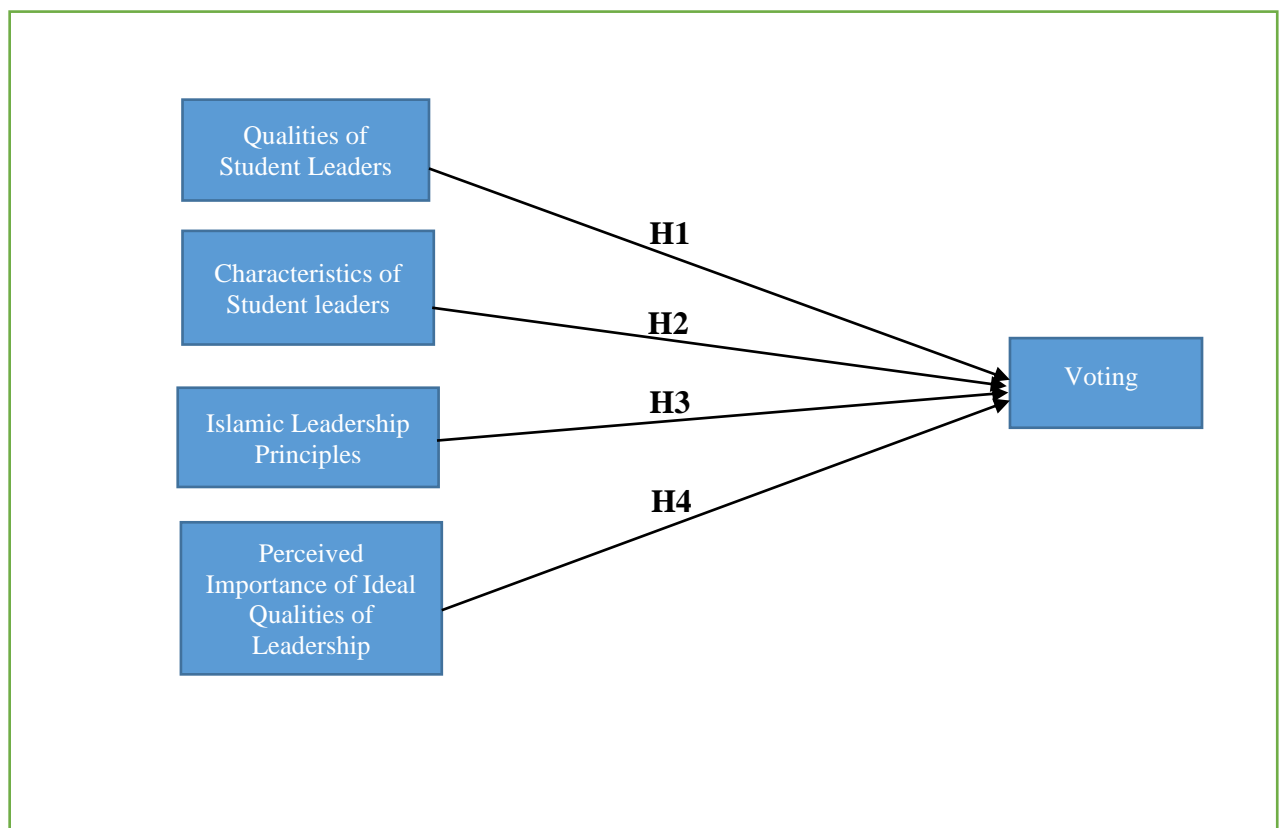 Qualities of
Student Leaders
H1
Characteristics of
Student leaders
H2
Voting
Islamic Leadership
Principles
H3
H4
Perceived
Importance of Ideal
Qualities of
Leadership